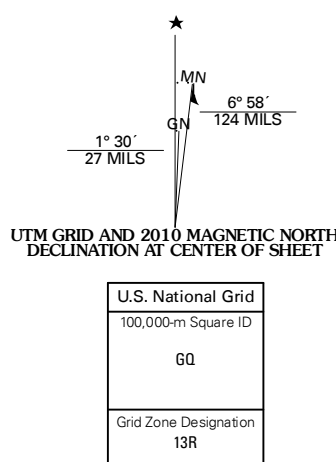 ★
MN
GN
6° 58´
124 MILS
1° 30´
27 MILS
UTM GRID AND 2010 MAGNETIC NORTH
DECLINATION AT CENTER OF SHEET
U.S. National Grid
100,000-m Square ID
GQ
Grid Zone Designation
13R